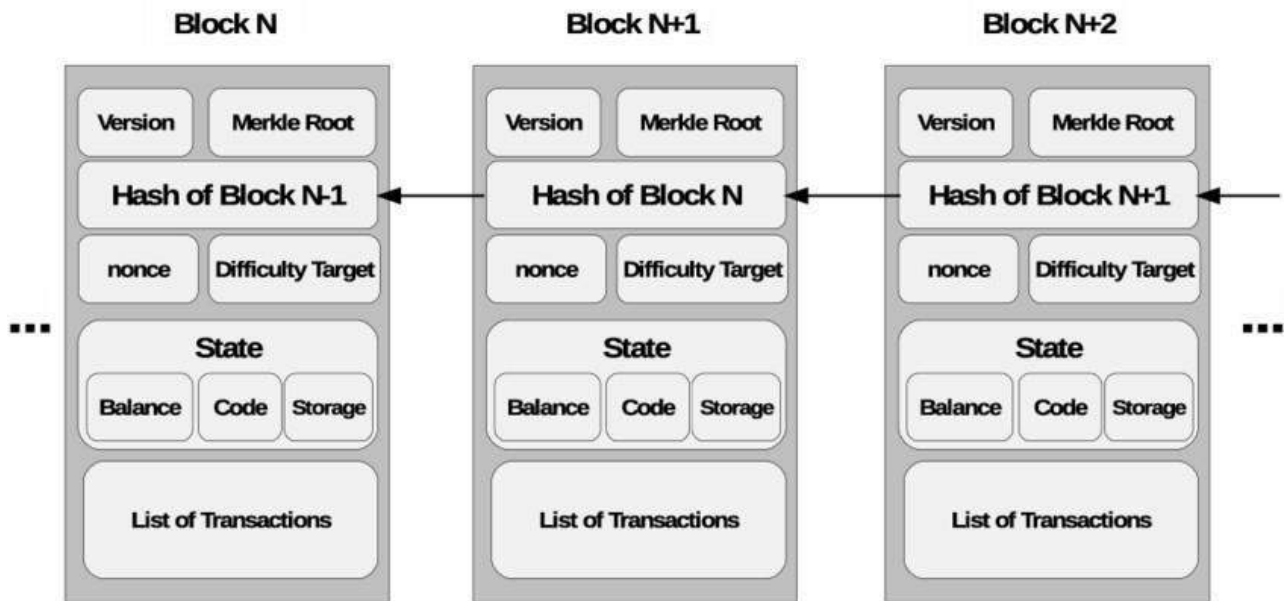 Block N
Block N+1
Block N+2
Version Merkle Root
Version Merkle Root
Version Merkle Root
Hash of Block N-1
Hash of Block N
Hash of Block N+1
nonce Difficulty Target
nonce Difficulty Target
nonce Difficulty Target
...
...
State
State
State
Balance Code Storage
Balance Code Storage
Balance Code Storage
List of Transactions
List of Transactions
List of Transactions